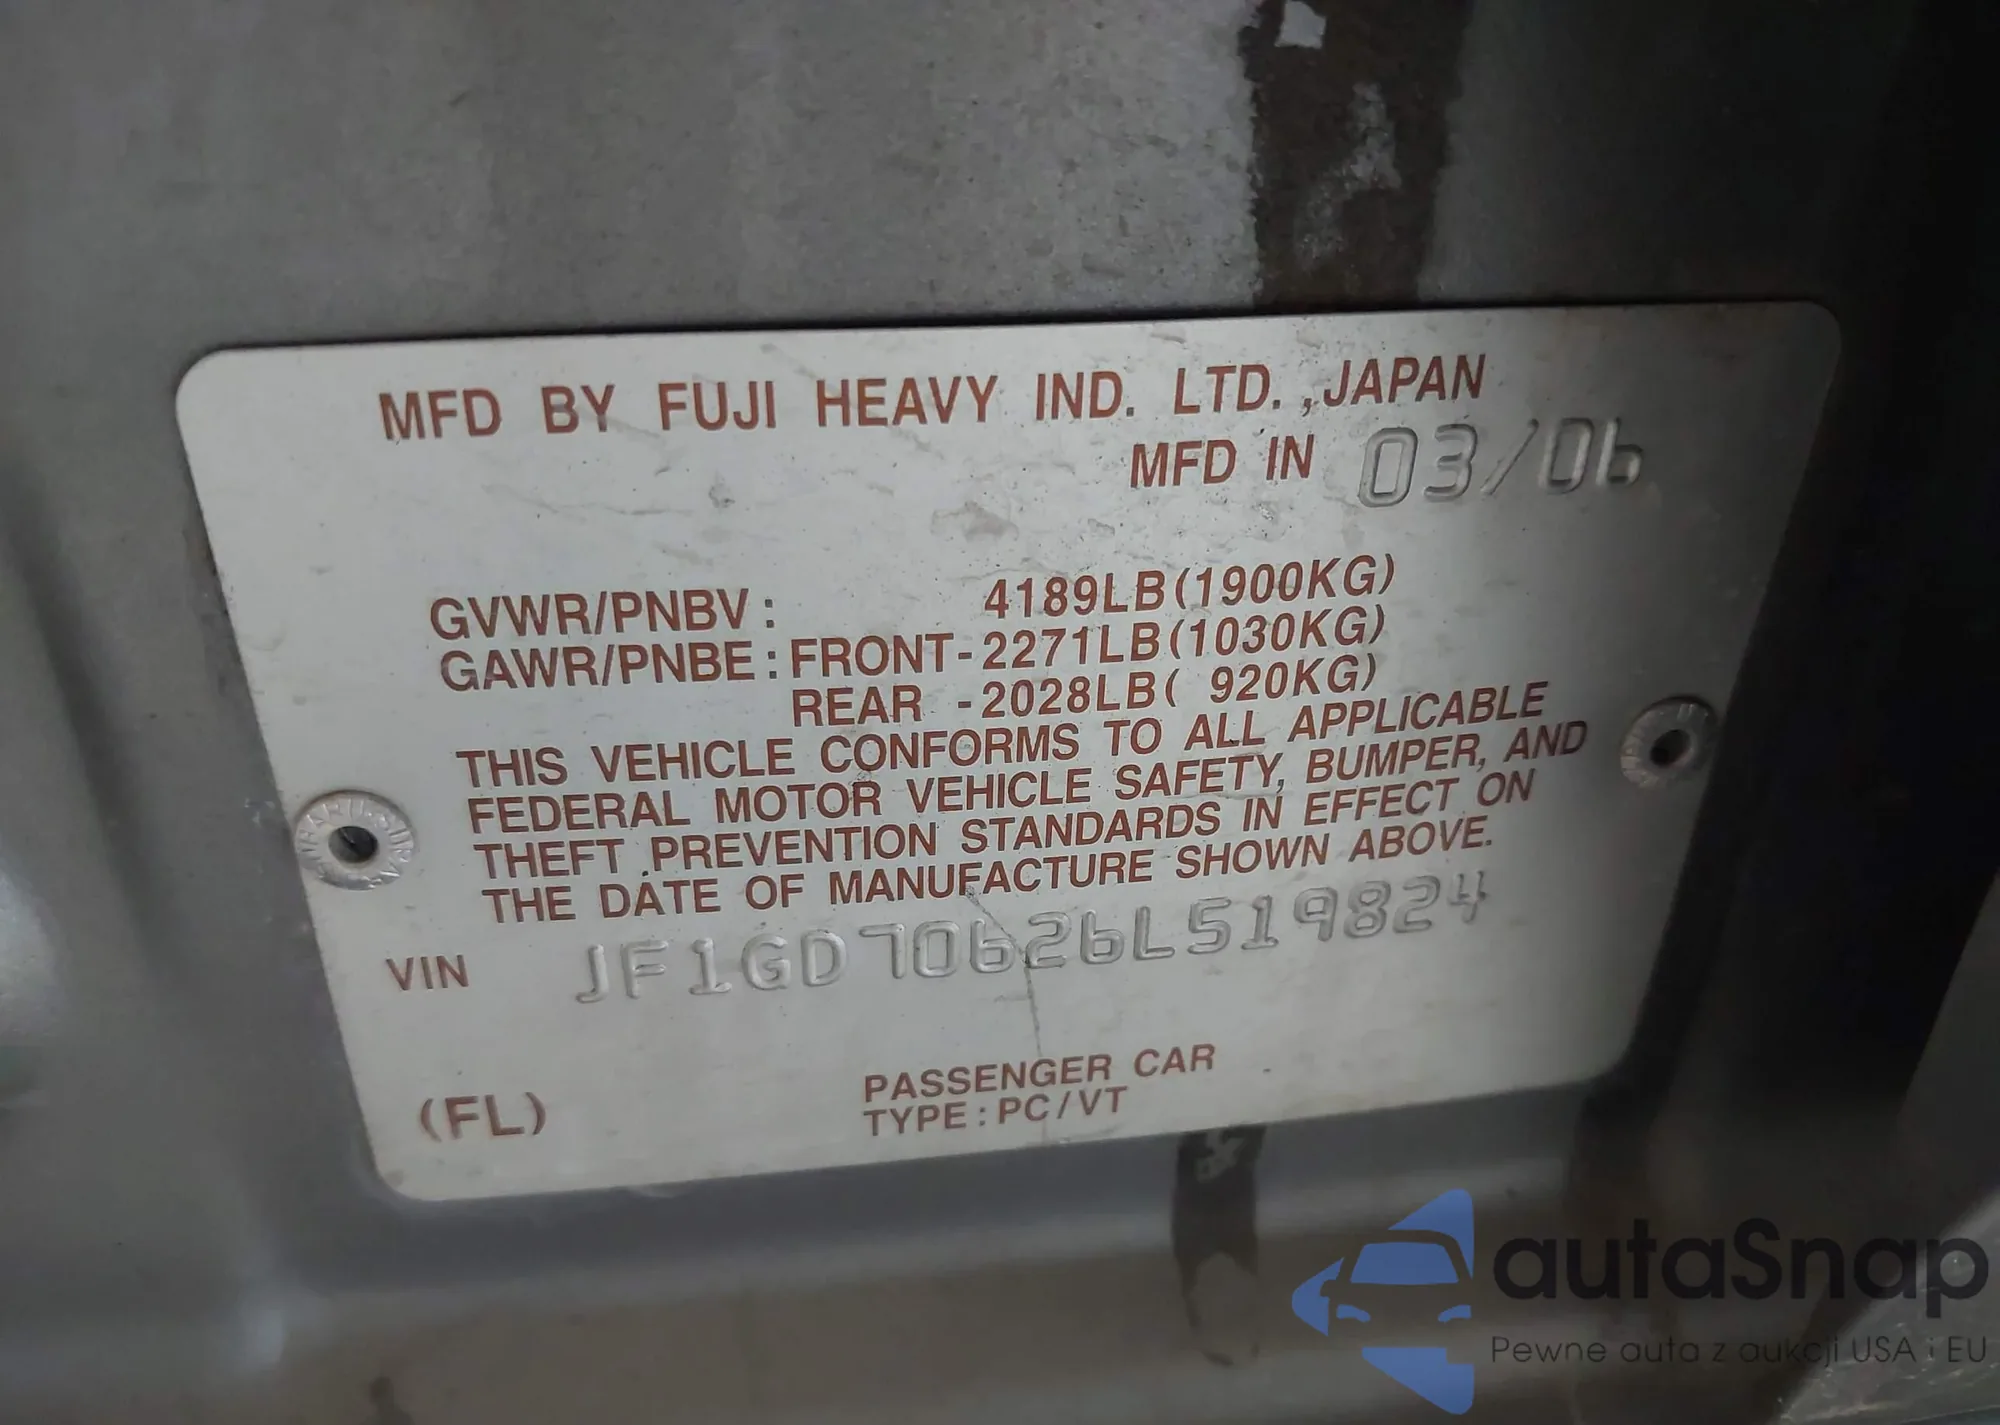 MFD BY FUJI HEAVY IND. LTD. ,JAPAN
MFD IN 03/06
GVWR/PNBV: 4189LB(1900KG)
GAWR/PNBE:FRONT-2271LB(1030KG)
REAR -2028LB( 920KG)
THIS VEHICLE CONFORMS TO ALL APPLICABLE
FEDERAL MOTOR VEHICLE SAFETY, BUMPER, AND
THEFT PREVENTION STANDARDS IN EFFECT ON
THE DATE OF MANUFACTURE SHOWN ABOVE.
VIN JF1GD70626L519824
(FL)
PASSENGER CAR
TYPE:PC/VT
autaSnap
Pewne auta z aukcji USA i EU